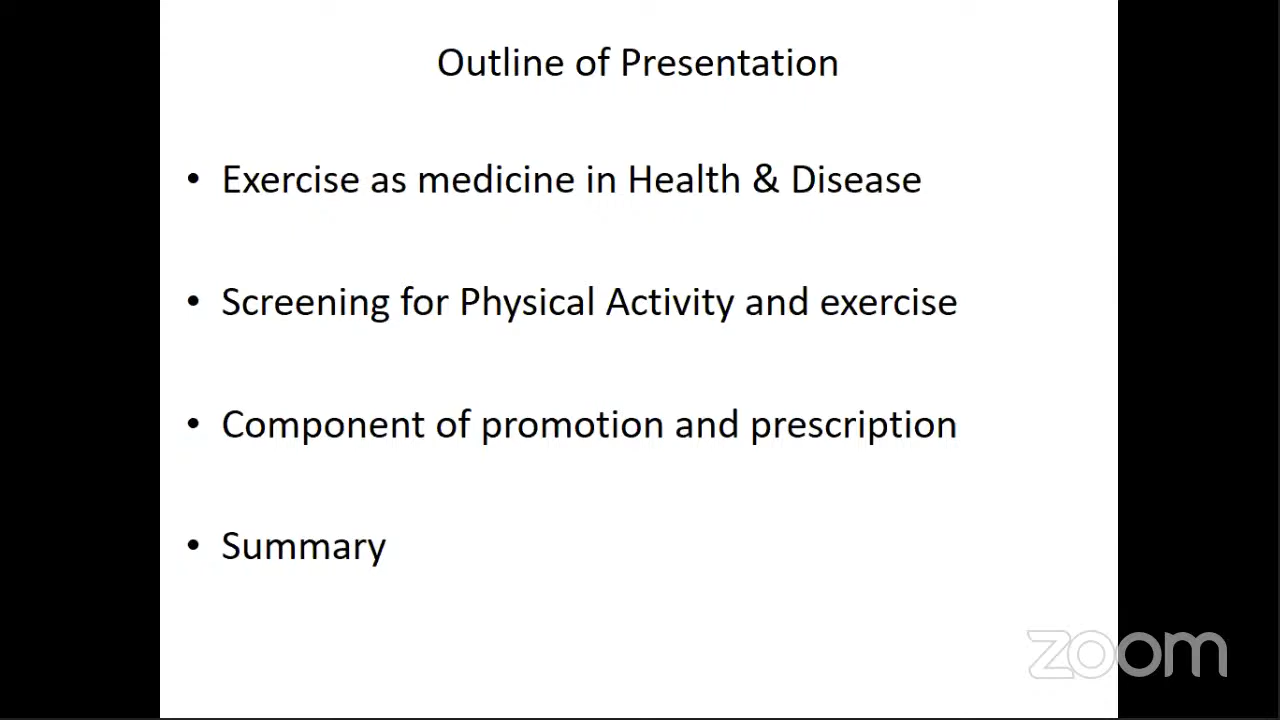 Outline of Presentation
• Exercise as medicine in Health & Disease
• Screening for Physical Activity and exercise
• Component of promotion and prescription
• Summary
zoom